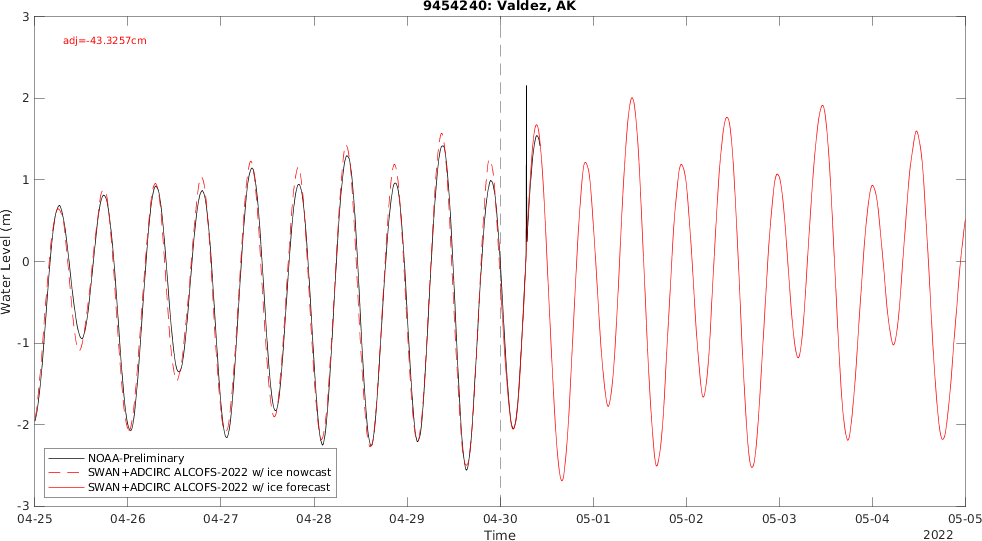 9454240: Valdez, AK
adj=-43.3257cm
Water Level (m)
3
2
1
0
-1
-2
-3
NOAA-Preliminary
SWAN+ADCIRC ALCOFS-2022 w/ ice nowcast
SWAN+ADCIRC ALCOFS-2022 w/ ice forecast
04-25 04-26 04-27 04-28 04-29 04-30 05-01 05-02 05-03 05-04 05-05
Time
2022